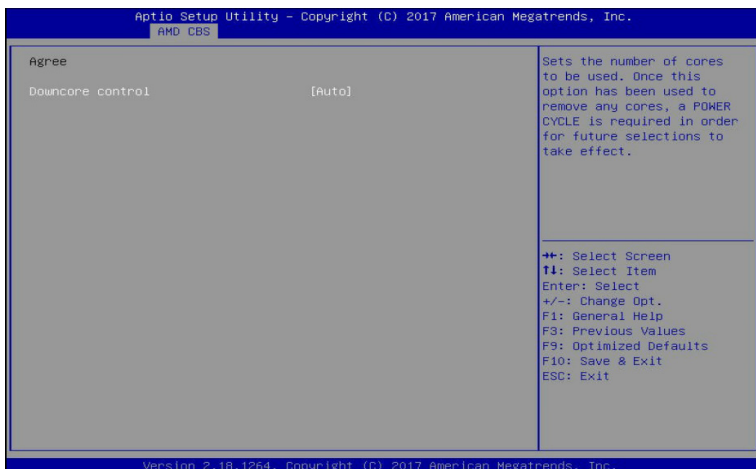 Aptio Setup Utility – Copyright (C) 2017 American Megatrends, Inc.
AMD CBS
Agree
Downcore control [Auto]
Sets the number of cores
to be used. Once this
option has been used to
remove any cores, a POWER
CYCLE is required in order
for future selections to
take effect.
→←: Select Screen
↑↓: Select Item
Enter: Select
+/-: Change Opt.
F1: General Help
F3: Previous Values
F9: Optimized Defaults
F10: Save & Exit
ESC: Exit
Version 2.18.1264. Copyright (C) 2017 American Megatrends, Inc.